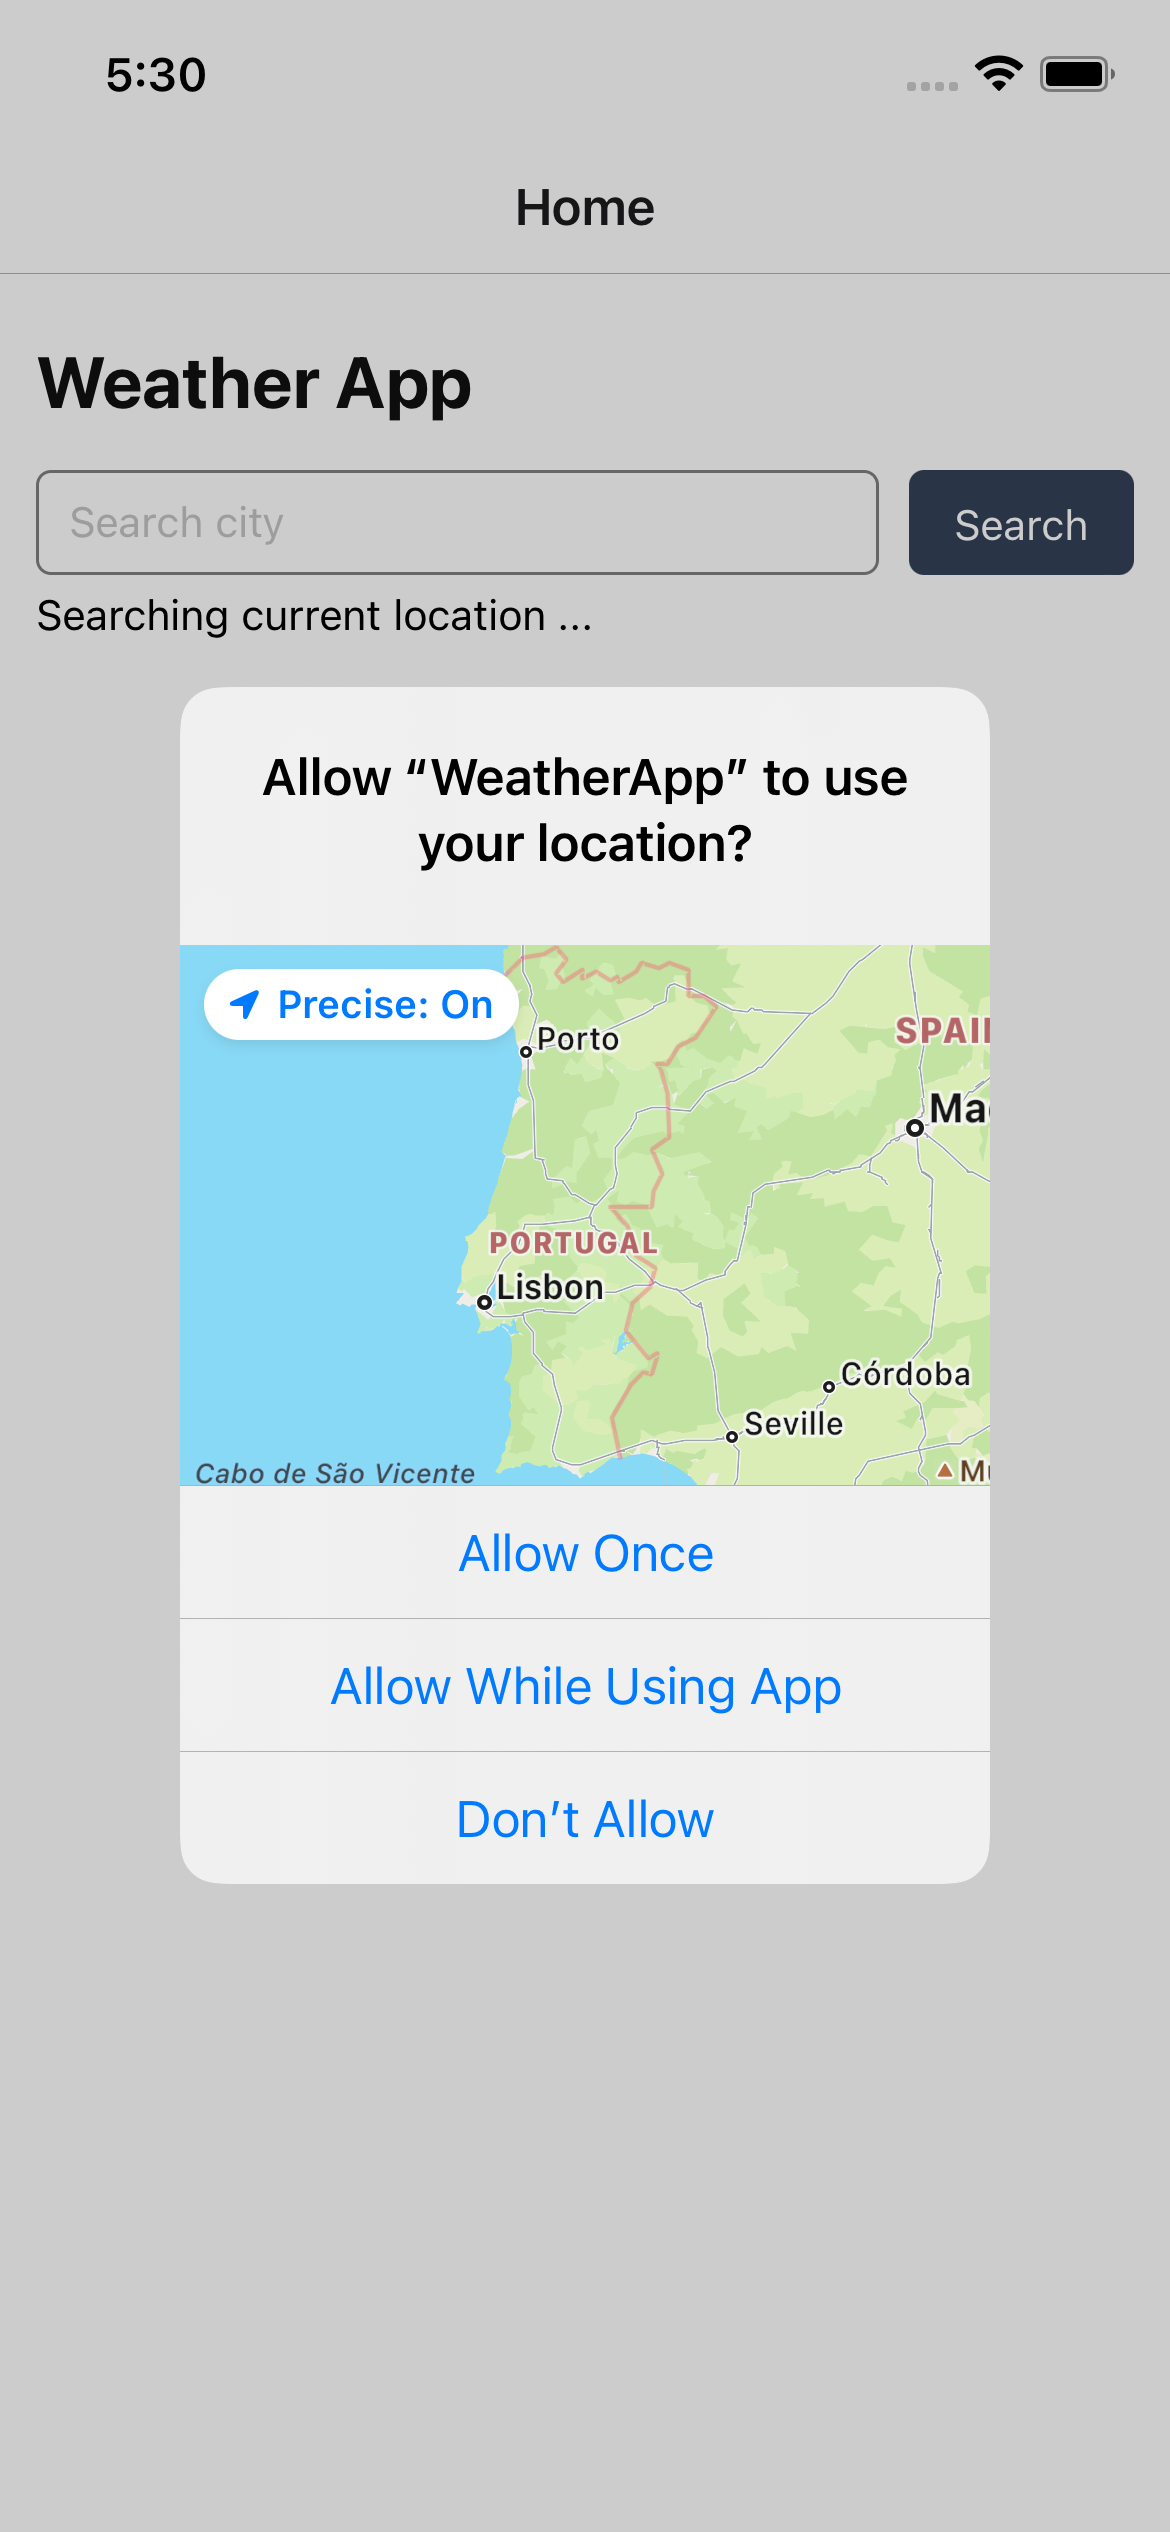 5:30
Home
Weather App
Search city
Search
Searching current location ...
Allow “WeatherApp” to use
your location?
Precise: On
Porto
SPAI
Ma
PORTUGAL
Lisbon
Córdoba
Seville
Cabo de São Vicente
Mu
Allow Once
Allow While Using App
Don’t Allow